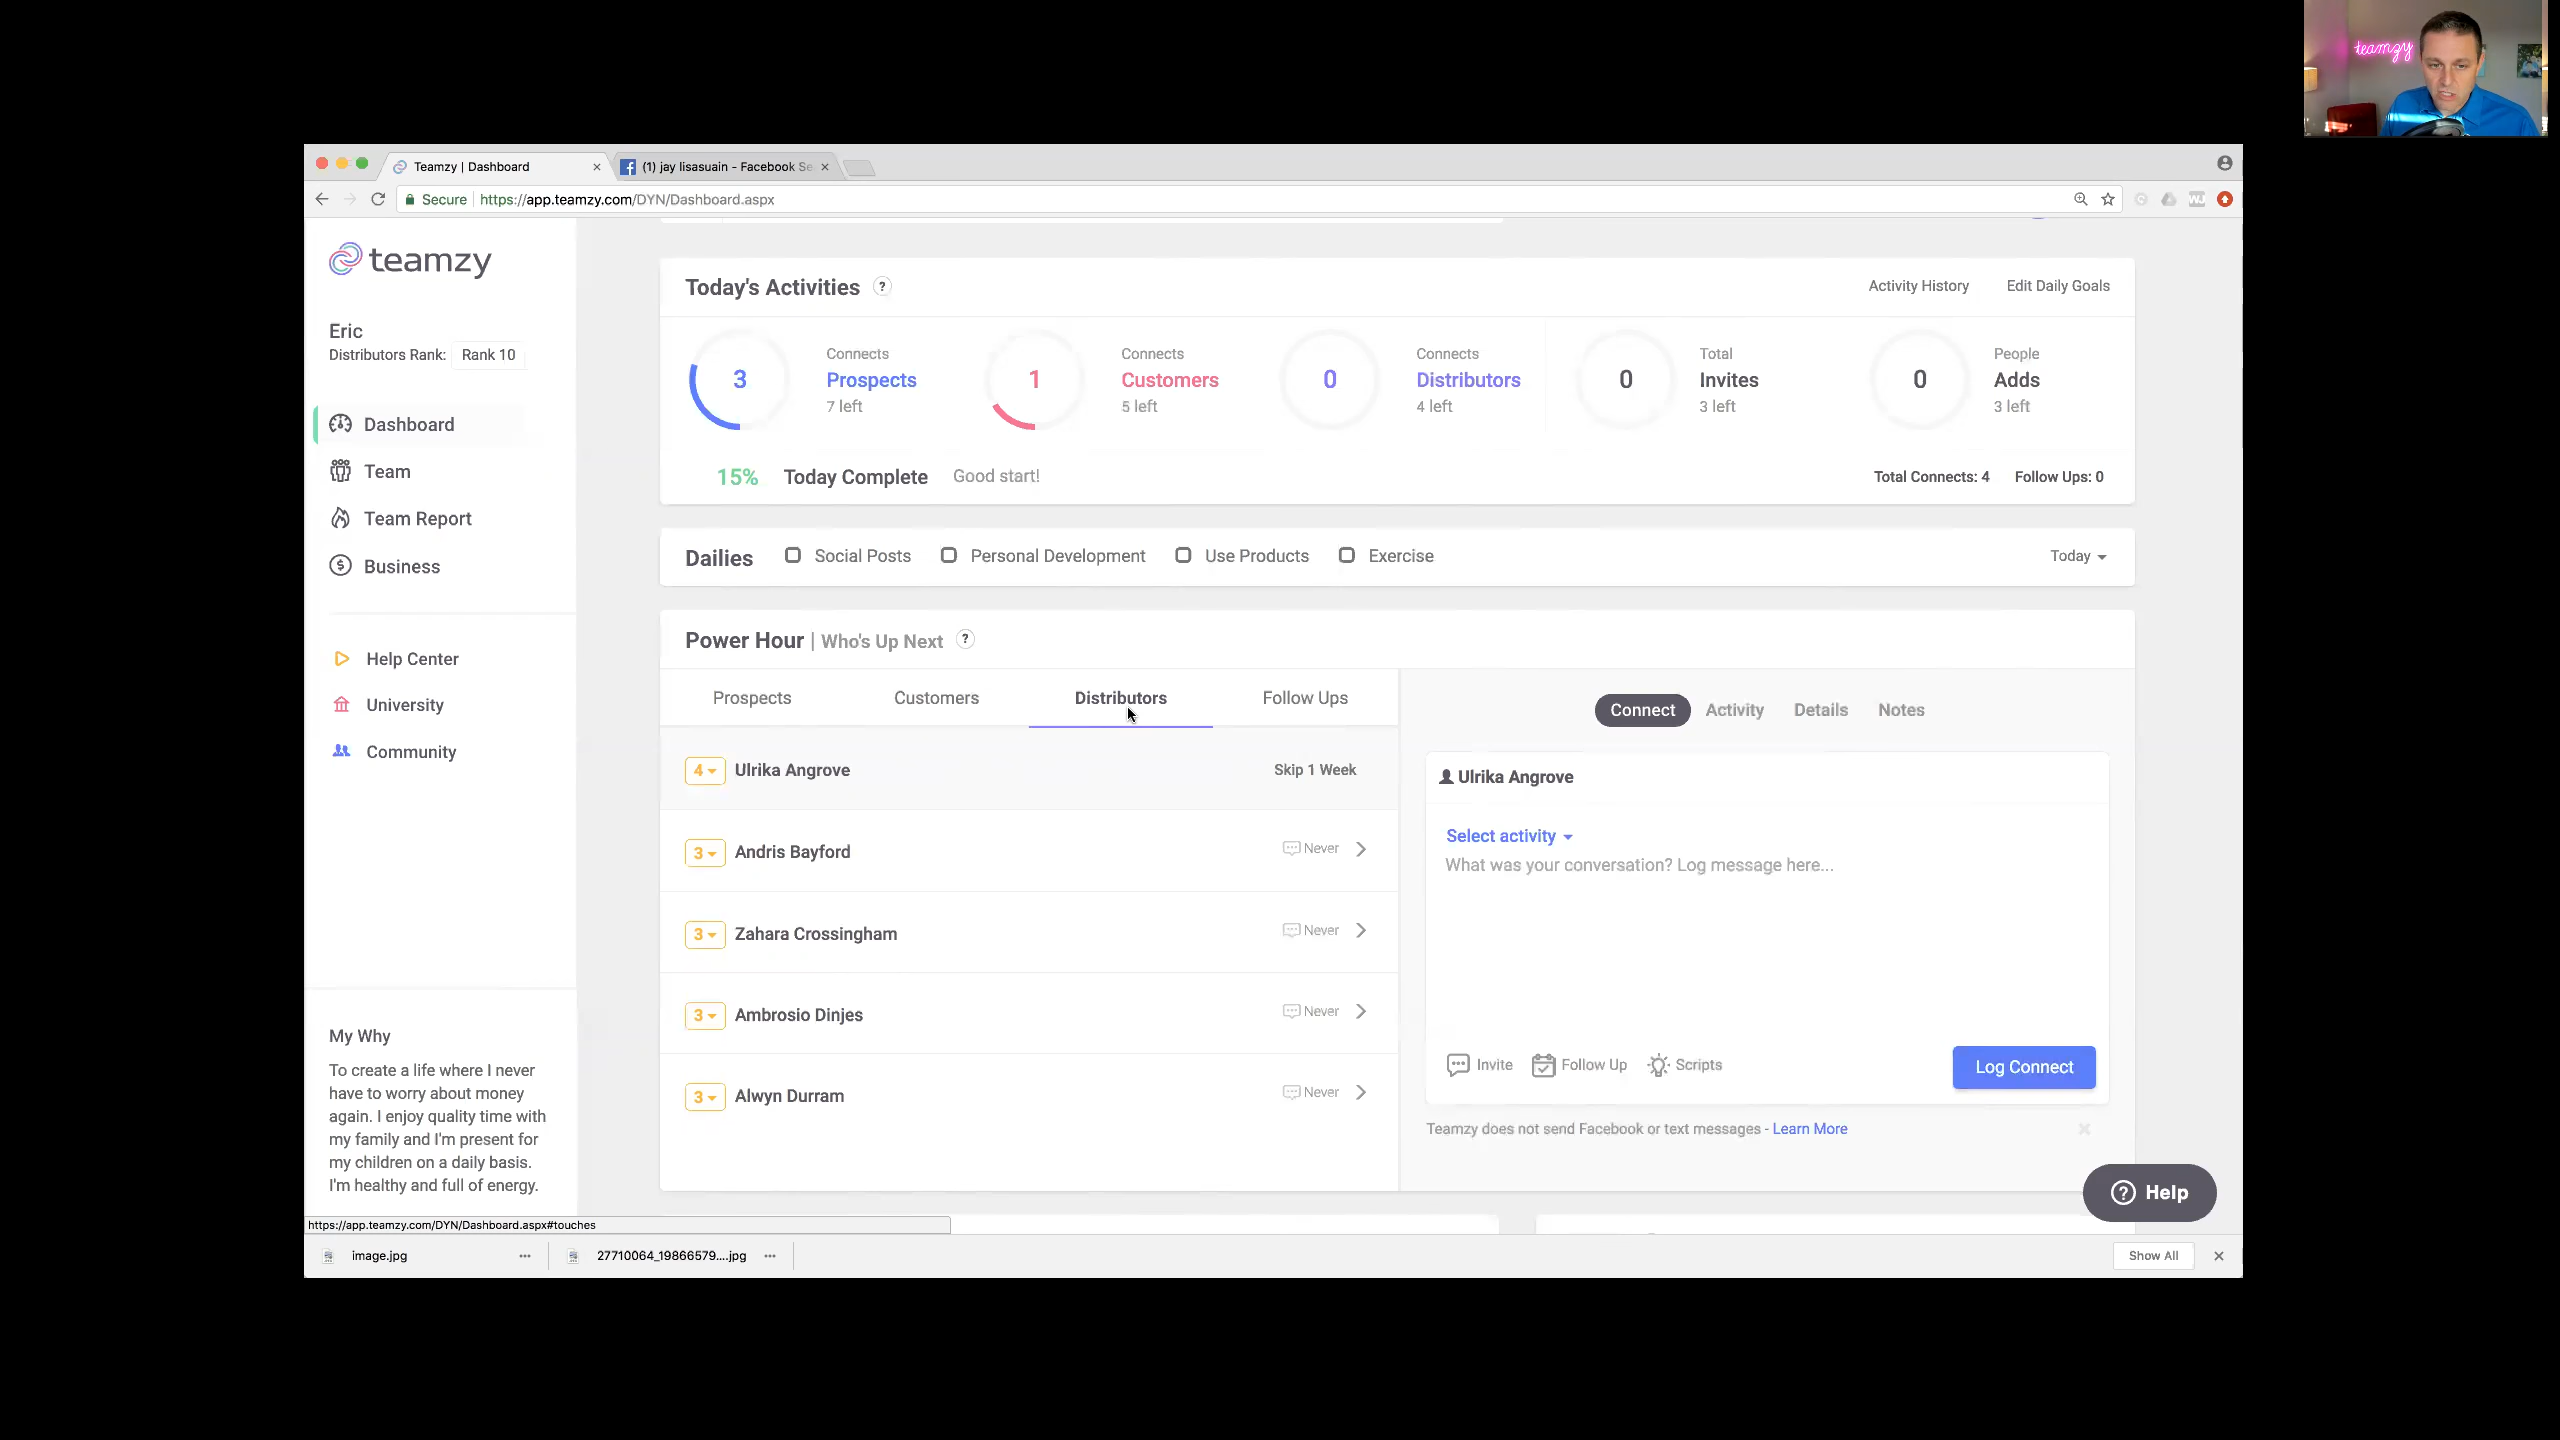 teamzy
Teamzy | Dashboard
(1) jay lisasuain - Facebook Se
Secure
https://app.teamzy.com/DYN/Dashboard.aspx
teamzy
Eric
Distributors Rank: Rank 10
Dashboard
Team
Team Report
Business
Help Center
University
Community
My Why
To create a life where I never
have to worry about money
again. I enjoy quality time with
my family and I'm present for
my children on a daily basis.
I'm healthy and full of energy.
Today's Activities ?
Activity History
Edit Daily Goals
3
Connects
Prospects
7 left
1
Connects
Customers
5 left
0
Connects
Distributors
4 left
0
Total
Invites
3 left
0
People
Adds
3 left
15% Today Complete Good start!
Total Connects: 4 Follow Ups: 0
Dailies Social Posts Personal Development Use Products Exercise
Today
Power Hour | Who's Up Next ?
Prospects Customers Distributors Follow Ups
4 Ulrika Angrove Skip 1 Week
3 Andris Bayford Never
3 Zahara Crossingham Never
3 Ambrosio Dinjes Never
3 Alwyn Durram Never
Connect Activity Details Notes
Ulrika Angrove
Select activity
What was your conversation? Log message here...
Invite Follow Up Scripts
Log Connect
Teamzy does not send Facebook or text messages - Learn More
? Help
https://app.teamzy.com/DYN/Dashboard.aspx#touches
image.jpg
27710064_19866579....jpg
Show All